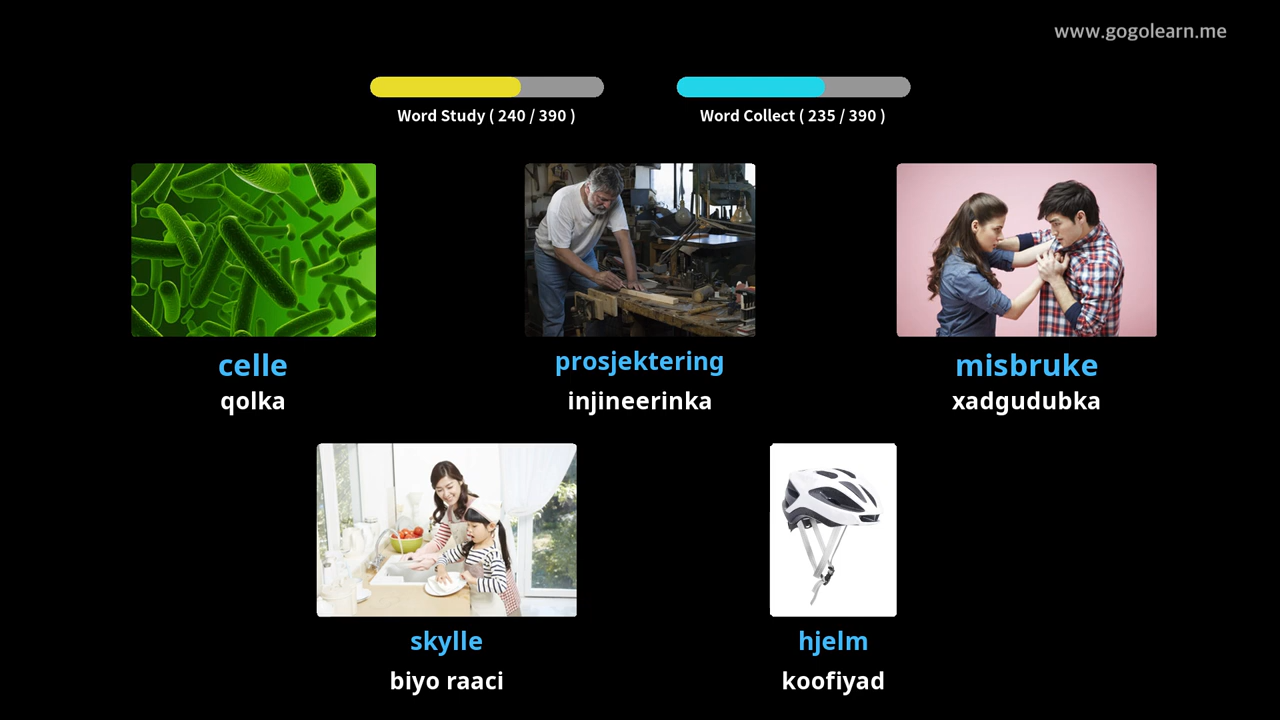 www.gogolearn.me
Word Study ( 240 / 390 )
Word Collect ( 235 / 390 )
celle
qolka
prosjektering
injineerinka
misbruke
xadgudubka
skylle
biyo raaci
hjelm
koofiyad